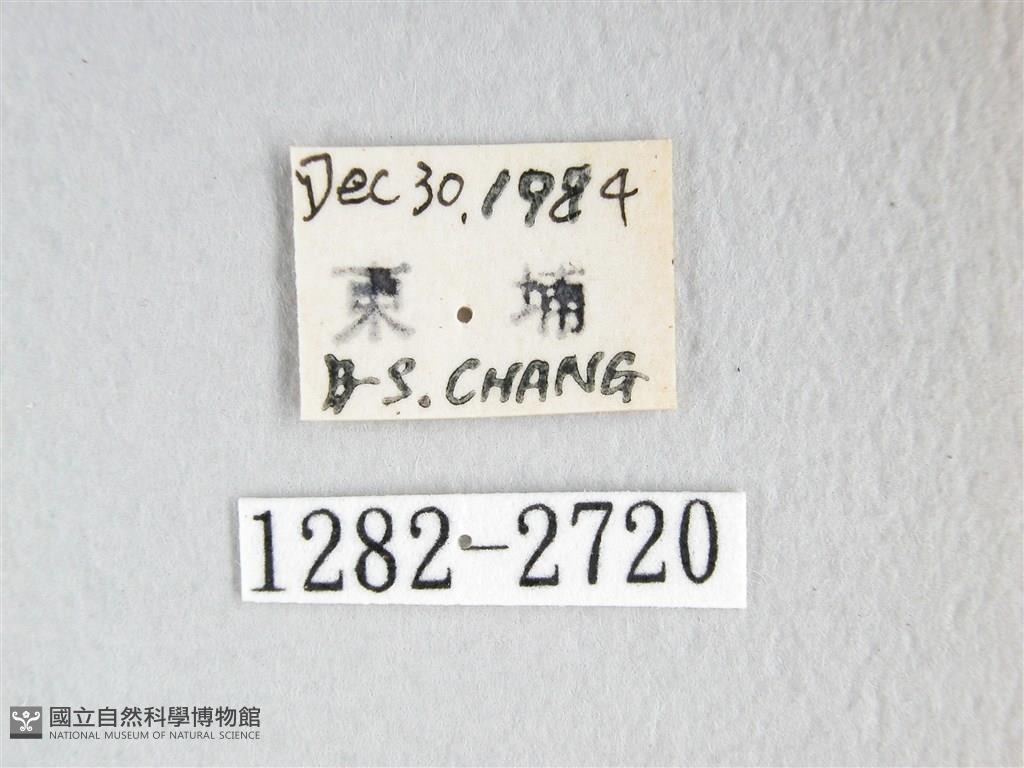 Dec 30, 1984
東 埔
S. CHANG
1282-2720
國立自然科學博物館
NATIONAL MUSEUM OF NATURAL SCIENCE